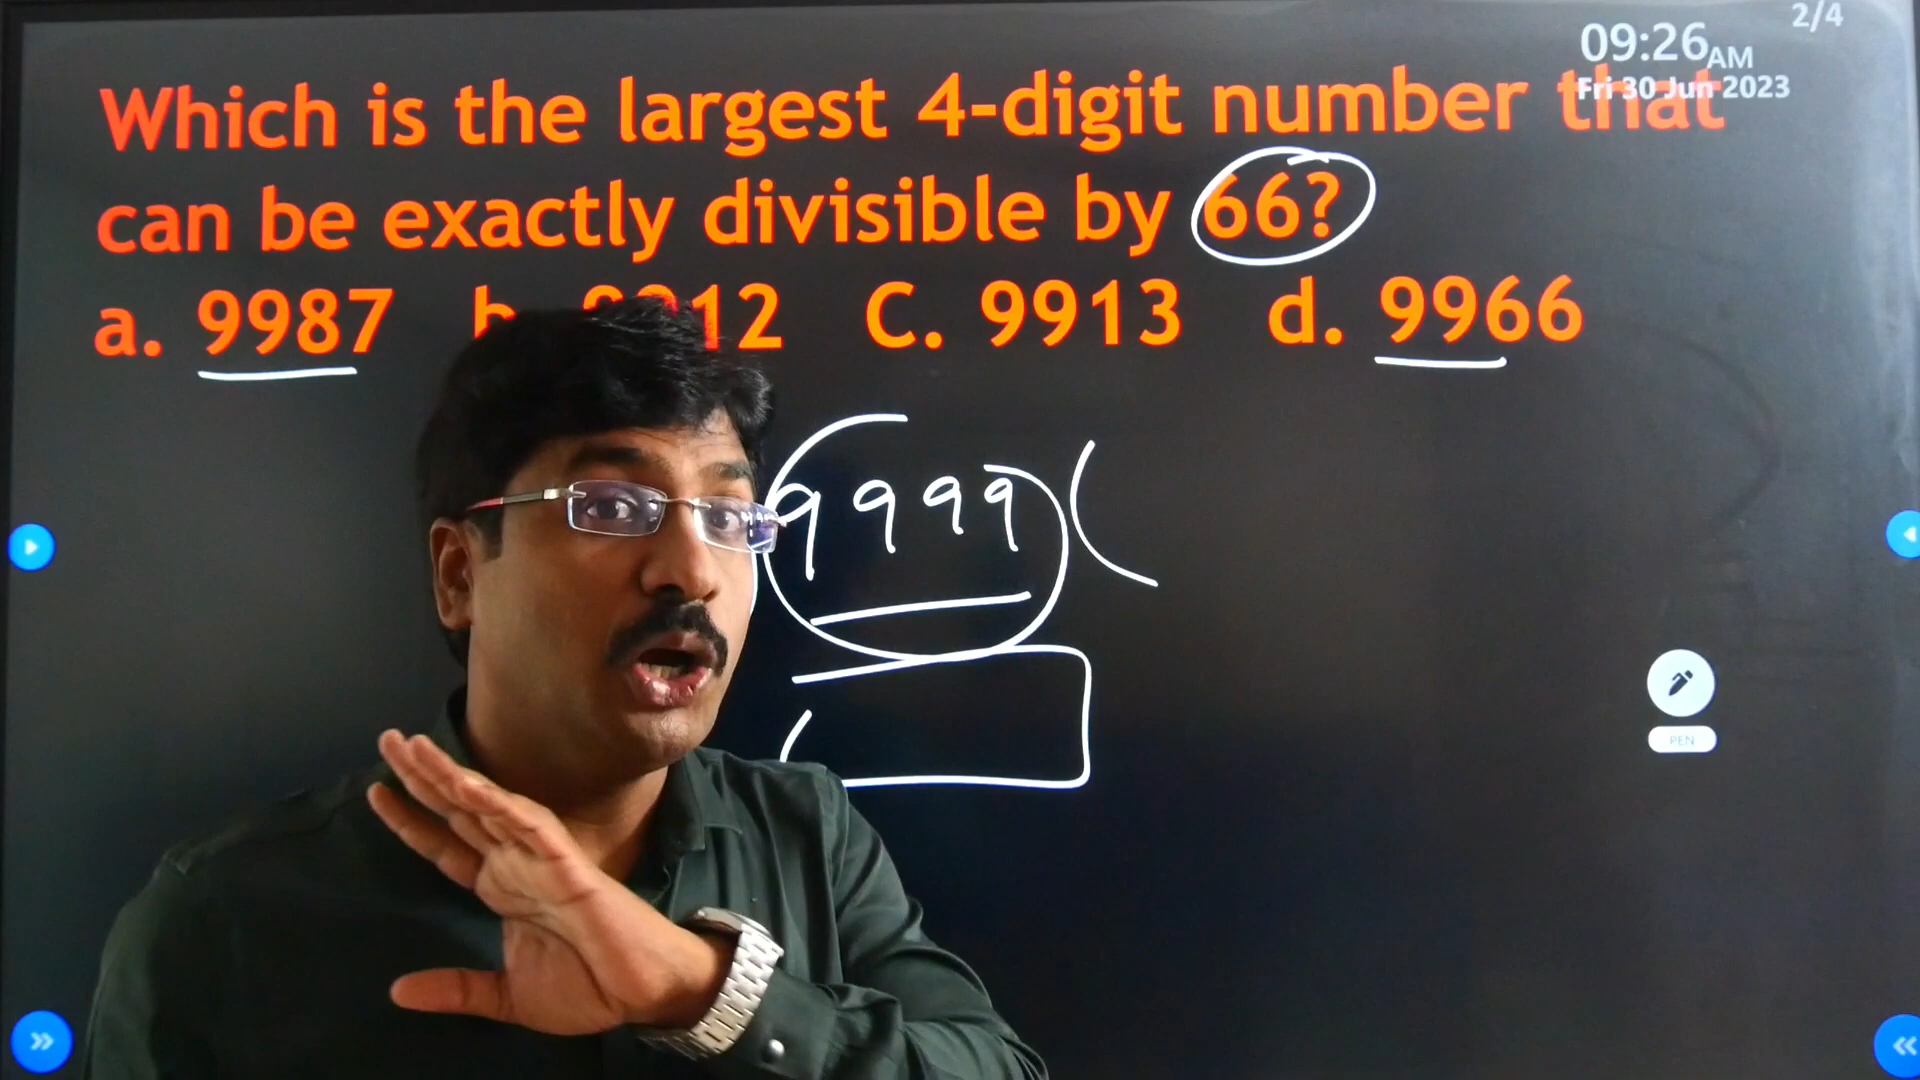 2/4
09:26AM
Fri 30 Jun 2023
Which is the largest 4-digit number that
can be exactly divisible by 66?
a. 9987 b. 9912 C. 9913 d. 9966
9999(
PEN